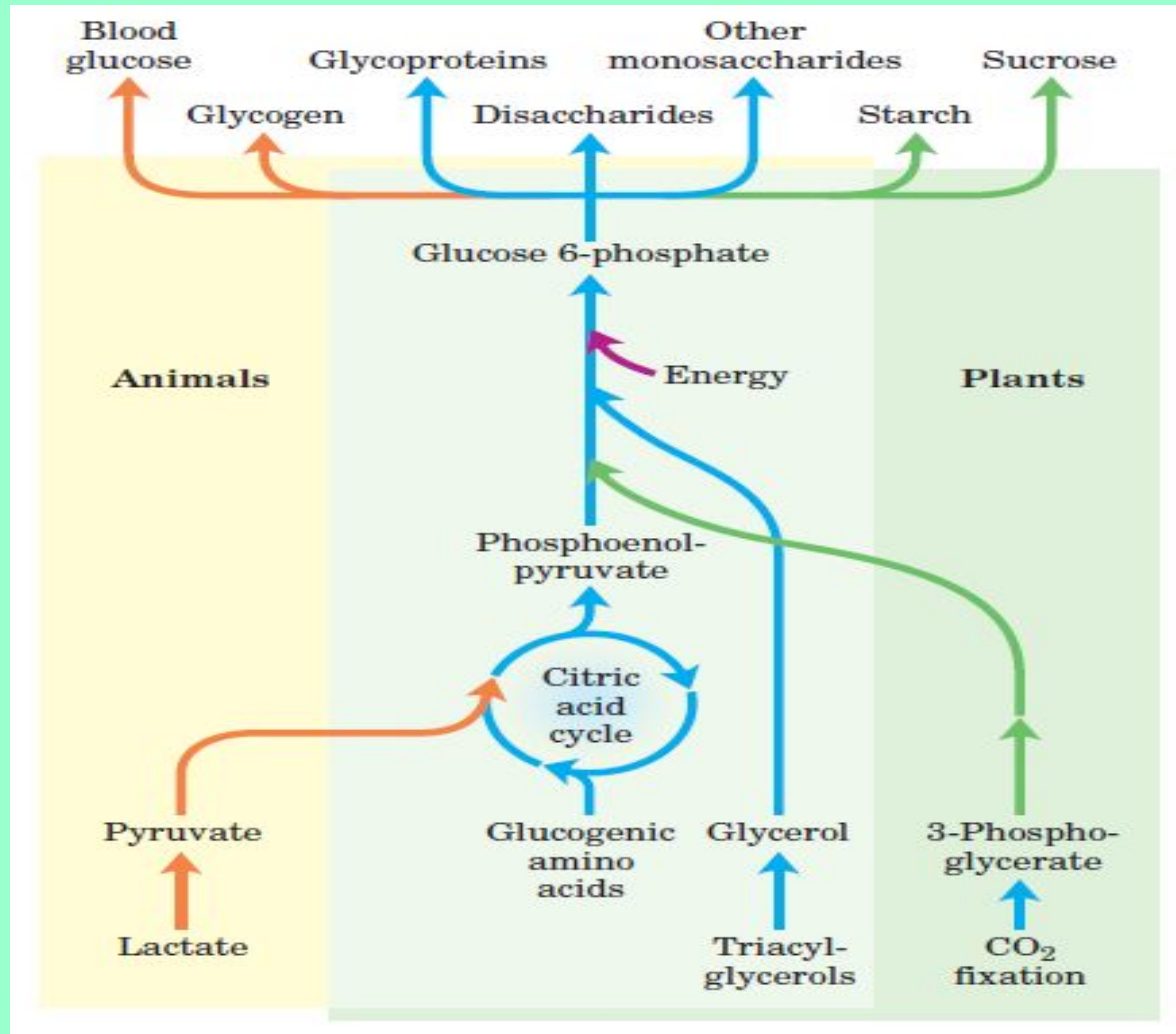 Blood
glucose
Glycoproteins
Other
monosaccharides
Sucrose
Glycogen
Disaccharides
Starch
Glucose 6-phosphate
Animals
Energy
Plants
Phosphoenol-
pyruvate
Citric
acid
cycle
Pyruvate
Glucogenic
amino
acids
Glycerol
3-Phospho-
glycerate
Lactate
Triacyl-
glycerols
CO₂
fixation